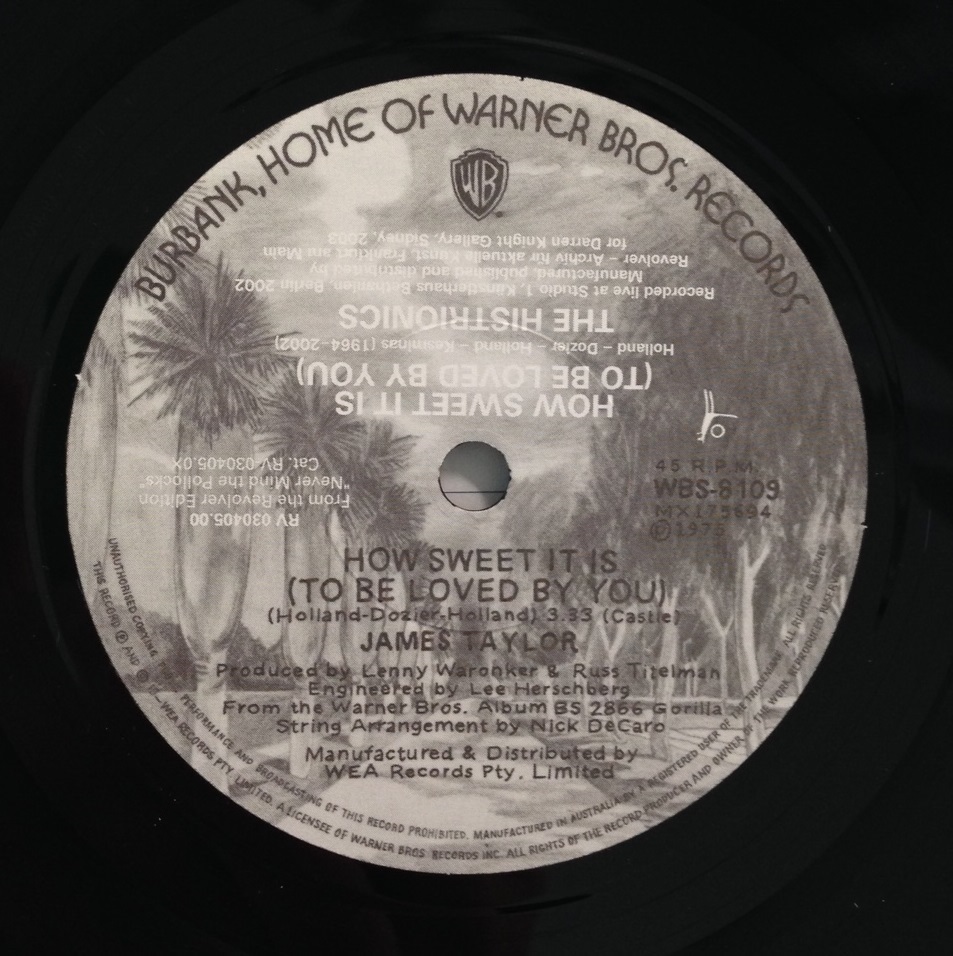 BURBANK, HOME OF WARNER BROS. RECORDS
WB
45 R.P.M.
WBS-8109
MX175694
HOW SWEET IT IS
(TO BE LOVED BY YOU)
(Holland-Dozier-Holland) 3.33 (Castle)
JAMES TAYLOR
Produced by Lenny Waronker & Russ Titelman
Engineered by Lee Herschberg
From the Warner Bros. Album BS 2866 Gorilla
String Arrangement by Nick DeCaro
Manufactured & Distributed by
WEA Records Pty. Limited
UNAUTHORISED COPYING PERFORMANCE AND BROADCASTING OF THIS RECORD PROHIBITED. MANUFACTURED IN AUSTRALIA BY A REGISTERED USER OF THE TRADEMARK. ALL RIGHTS RESERVED
THIS RECORD ℗ AND © WEA RECORDS PTY. LIMITED. A LICENSEE OF WARNER BROS RECORDS INC. ALL RIGHTS OF THE RECORD PRODUCER AND OWNER OF THE WORK REPRODUCED
HOW SWEET IT IS
(TO BE LOVED BY YOU)
Holland – Dozier – Holland – Kesminas (1964–2002)
THE HISTRIONICS
Recorded live at Studio 1, Künstlerhaus Bethanien, Berlin 2002
Manufactured, published and distributed by
Revolver – Archiv für aktuelle Kunst, Frankfurt am Main
for Darren Knight Gallery, Sidney, 2003
RV 030405.00
From the Revolver Edition
"Never Mind the Pollocks"
Cat. RV-030405.0X